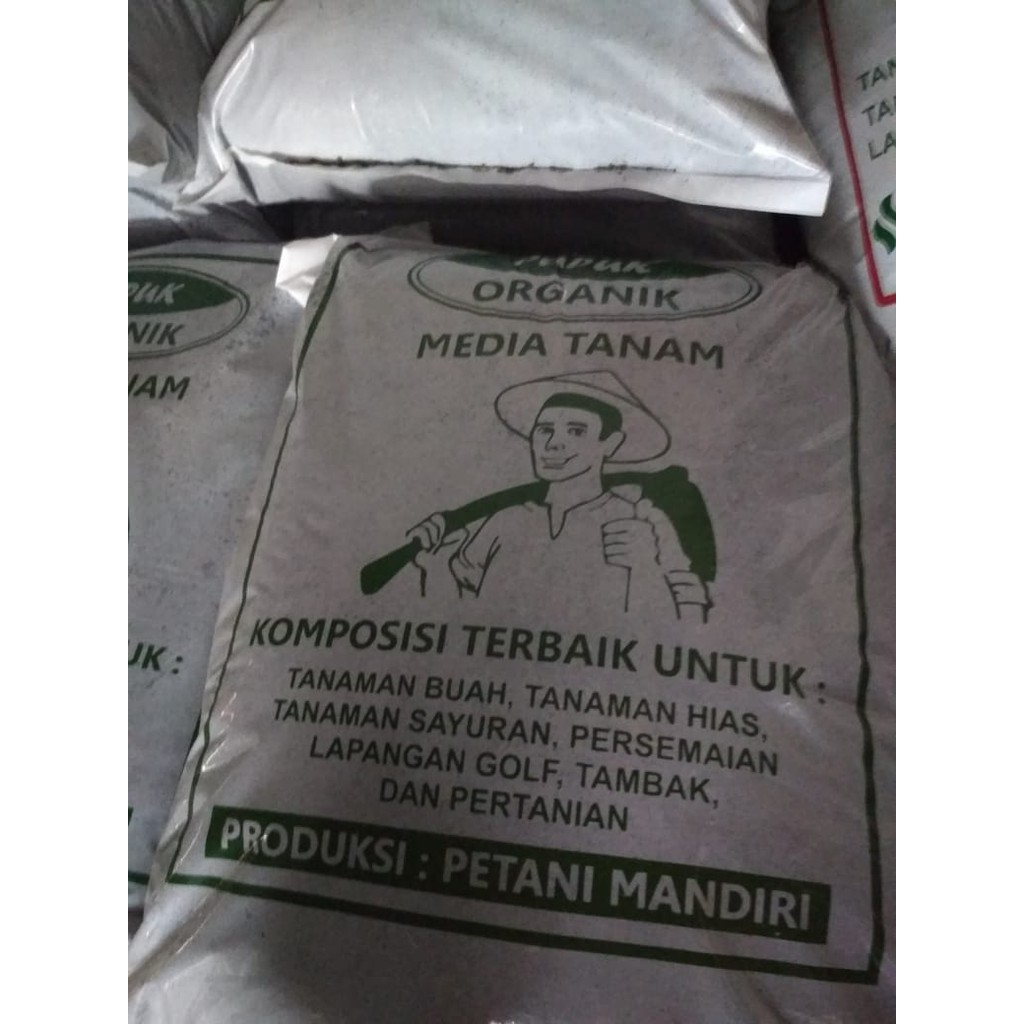 PUPUK
ORGANIK
MEDIA TANAM
KOMPOSISI TERBAIK UNTUK :
TANAMAN BUAH, TANAMAN HIAS,
TANAMAN SAYURAN, PERSEMAIAN
LAPANGAN GOLF, TAMBAK,
DAN PERTANIAN
PRODUKSI : PETANI MANDIRI